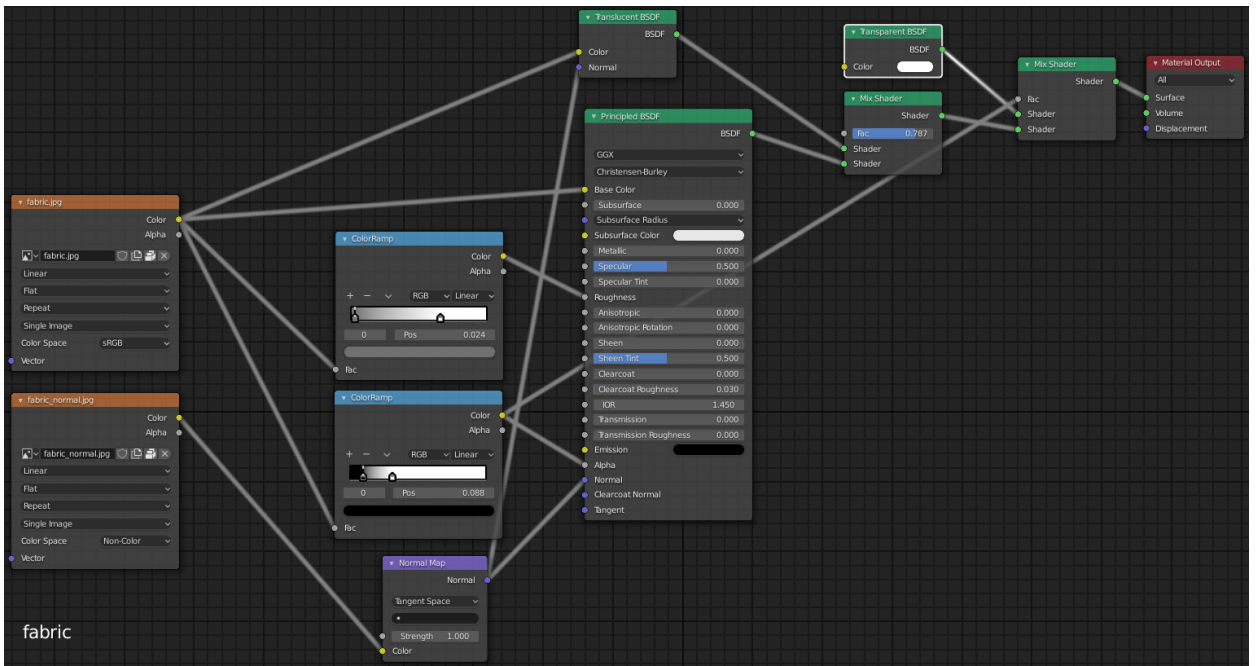 Translucent BSDF
BSDF
Color
Normal
Transparent BSDF
BSDF
Color
Mix Shader
Shader
Fac
Shader
Shader
Material Output
All
Surface
Volume
Displacement
Mix Shader
Shader
Fac 0.787
Shader
Shader
Principled BSDF
BSDF
GGX
Christensen-Burley
Base Color
Subsurface 0.000
Subsurface Radius
Subsurface Color
Metallic 0.000
Specular 0.500
Specular Tint 0.000
Roughness
Anisotropic 0.000
Anisotropic Rotation 0.000
Sheen 0.000
Sheen Tint 0.500
Clearcoat 0.000
Clearcoat Roughness 0.030
IOR 1.450
Transmission 0.000
Transmission Roughness 0.000
Emission
Alpha
Normal
Clearcoat Normal
Tangent
fabric.jpg
Color
Alpha
fabric.jpg
Linear
Flat
Repeat
Single Image
Color Space sRGB
Vector
ColorRamp
Color
Alpha
RGB Linear
0 Pos 0.024
Fac
fabric_normal.jpg
Color
Alpha
fabric_normal.jpg
Linear
Flat
Repeat
Single Image
Color Space Non-Color
Vector
ColorRamp
Color
Alpha
RGB Linear
0 Pos 0.088
Fac
Normal Map
Normal
Tangent Space
Strength 1.000
Color
fabric